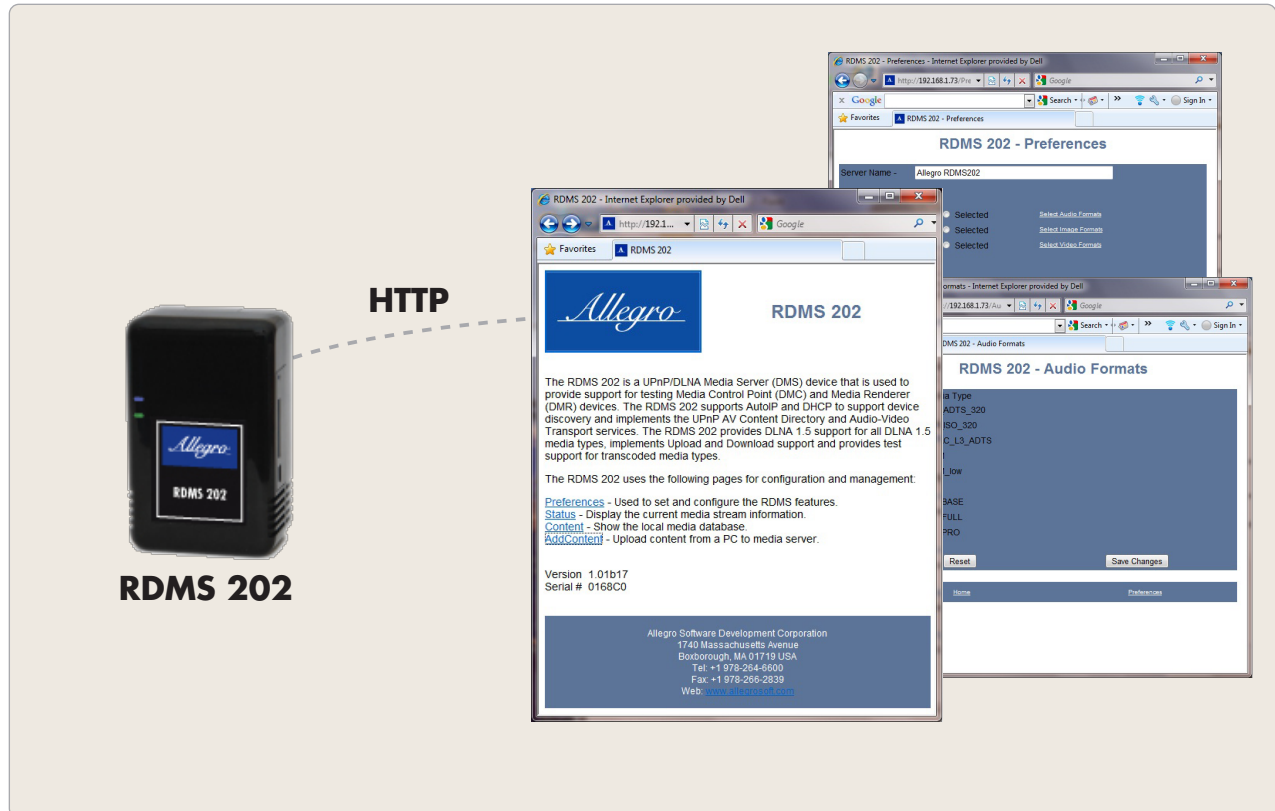 HTTP
Allegro
RDMS 202
RDMS 202
RDMS 202 - Internet Explorer provided by Dell
http://192.1...
Google
Favorites
RDMS 202
Allegro
RDMS 202
The RDMS 202 is a UPnP/DLNA Media Server (DMS) device that is used to
provide support for testing Media Control Point (DMC) and Media Renderer
(DMR) devices. The RDMS 202 supports AutoIP and DHCP to support device
discovery and implements the UPnP AV Content Directory and Audio-Video
Transport services. The RDMS 202 provides DLNA 1.5 support for all DLNA 1.5
media types, implements Upload and Download support and provides test
support for transcoded media types.
The RDMS 202 uses the following pages for configuration and management:
Preferences - Used to set and configure the RDMS features.
Status - Display the current media stream information.
Content - Show the local media database.
AddContent - Upload content from a PC to media server.
Version 1.01b17
Serial # 0168C0
Allegro Software Development Corporation
1740 Massachusetts Avenue
Boxborough, MA 01719 USA
Tel: +1 978-264-6600
Fax: +1 978-266-2839
Web: www.allegrosoft.com
RDMS 202 - Preferences - Internet Explorer provided by Dell
http://192.168.1.73/Pre
Google
x Google
Search
Sign In
Favorites
RDMS 202 - Preferences
RDMS 202 - Preferences
Server Name - Allegro RDMS202
Selected Select Audio Formats
Selected Select Image Formats
Selected Select Video Formats
ormats - Internet Explorer provided by Dell
//192.168.1.73/Au
Google
Search
Sign In
DMS 202 - Audio Formats
RDMS 202 - Audio Formats
ia Type
ADTS_320
ISO_320
C_L3_ADTS
_low
BASE
FULL
PRO
Reset Save Changes
Home Preferences